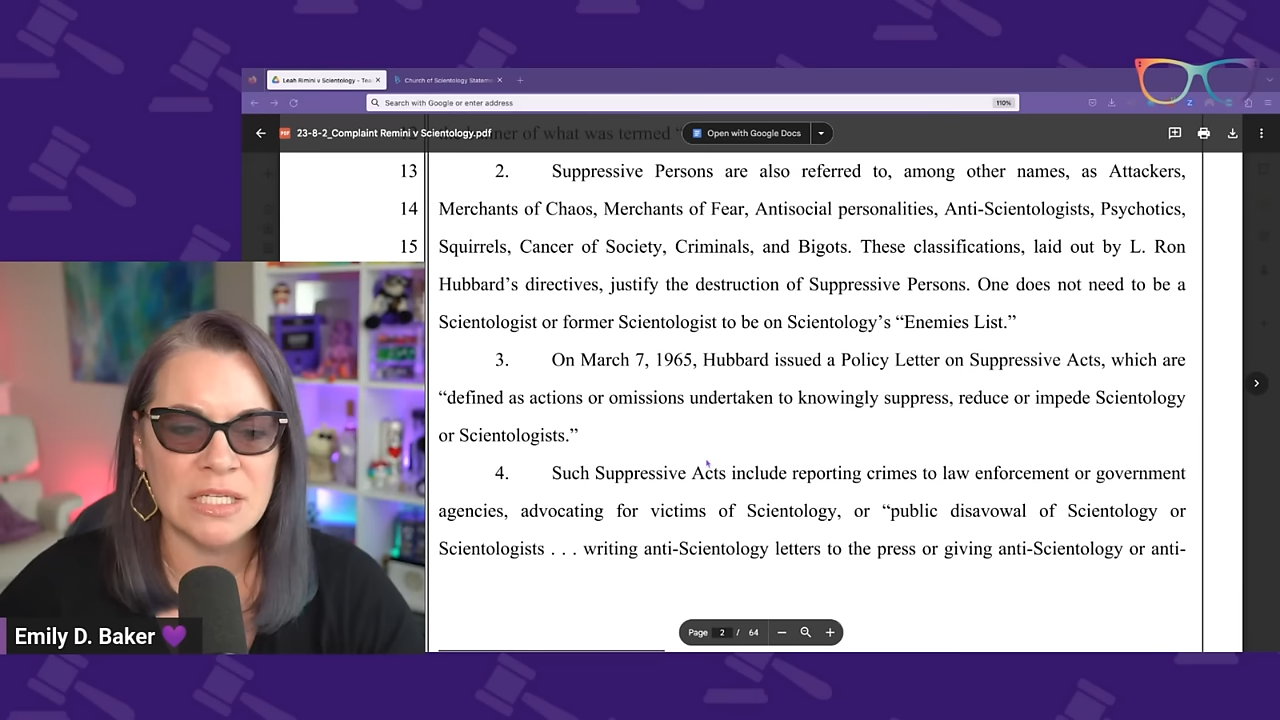 Leah Rimini v Scientology - Tea
Church of Scientology Stateme
Search with Google or enter address
110%
23-8-2_Complaint Remini v Scientology.pdf
ner of what was termed
Open with Google Docs
13 2. Suppressive Persons are also referred to, among other names, as Attackers,
14 Merchants of Chaos, Merchants of Fear, Antisocial personalities, Anti-Scientologists, Psychotics,
15 Squirrels, Cancer of Society, Criminals, and Bigots. These classifications, laid out by L. Ron
Hubbard’s directives, justify the destruction of Suppressive Persons. One does not need to be a
Scientologist or former Scientologist to be on Scientology’s “Enemies List.”
3. On March 7, 1965, Hubbard issued a Policy Letter on Suppressive Acts, which are
“defined as actions or omissions undertaken to knowingly suppress, reduce or impede Scientology
or Scientologists.”
4. Such Suppressive Acts include reporting crimes to law enforcement or government
agencies, advocating for victims of Scientology, or “public disavowal of Scientology or
Scientologists . . . writing anti-Scientology letters to the press or giving anti-Scientology or anti-
Page 2 / 64
Emily D. Baker 💜